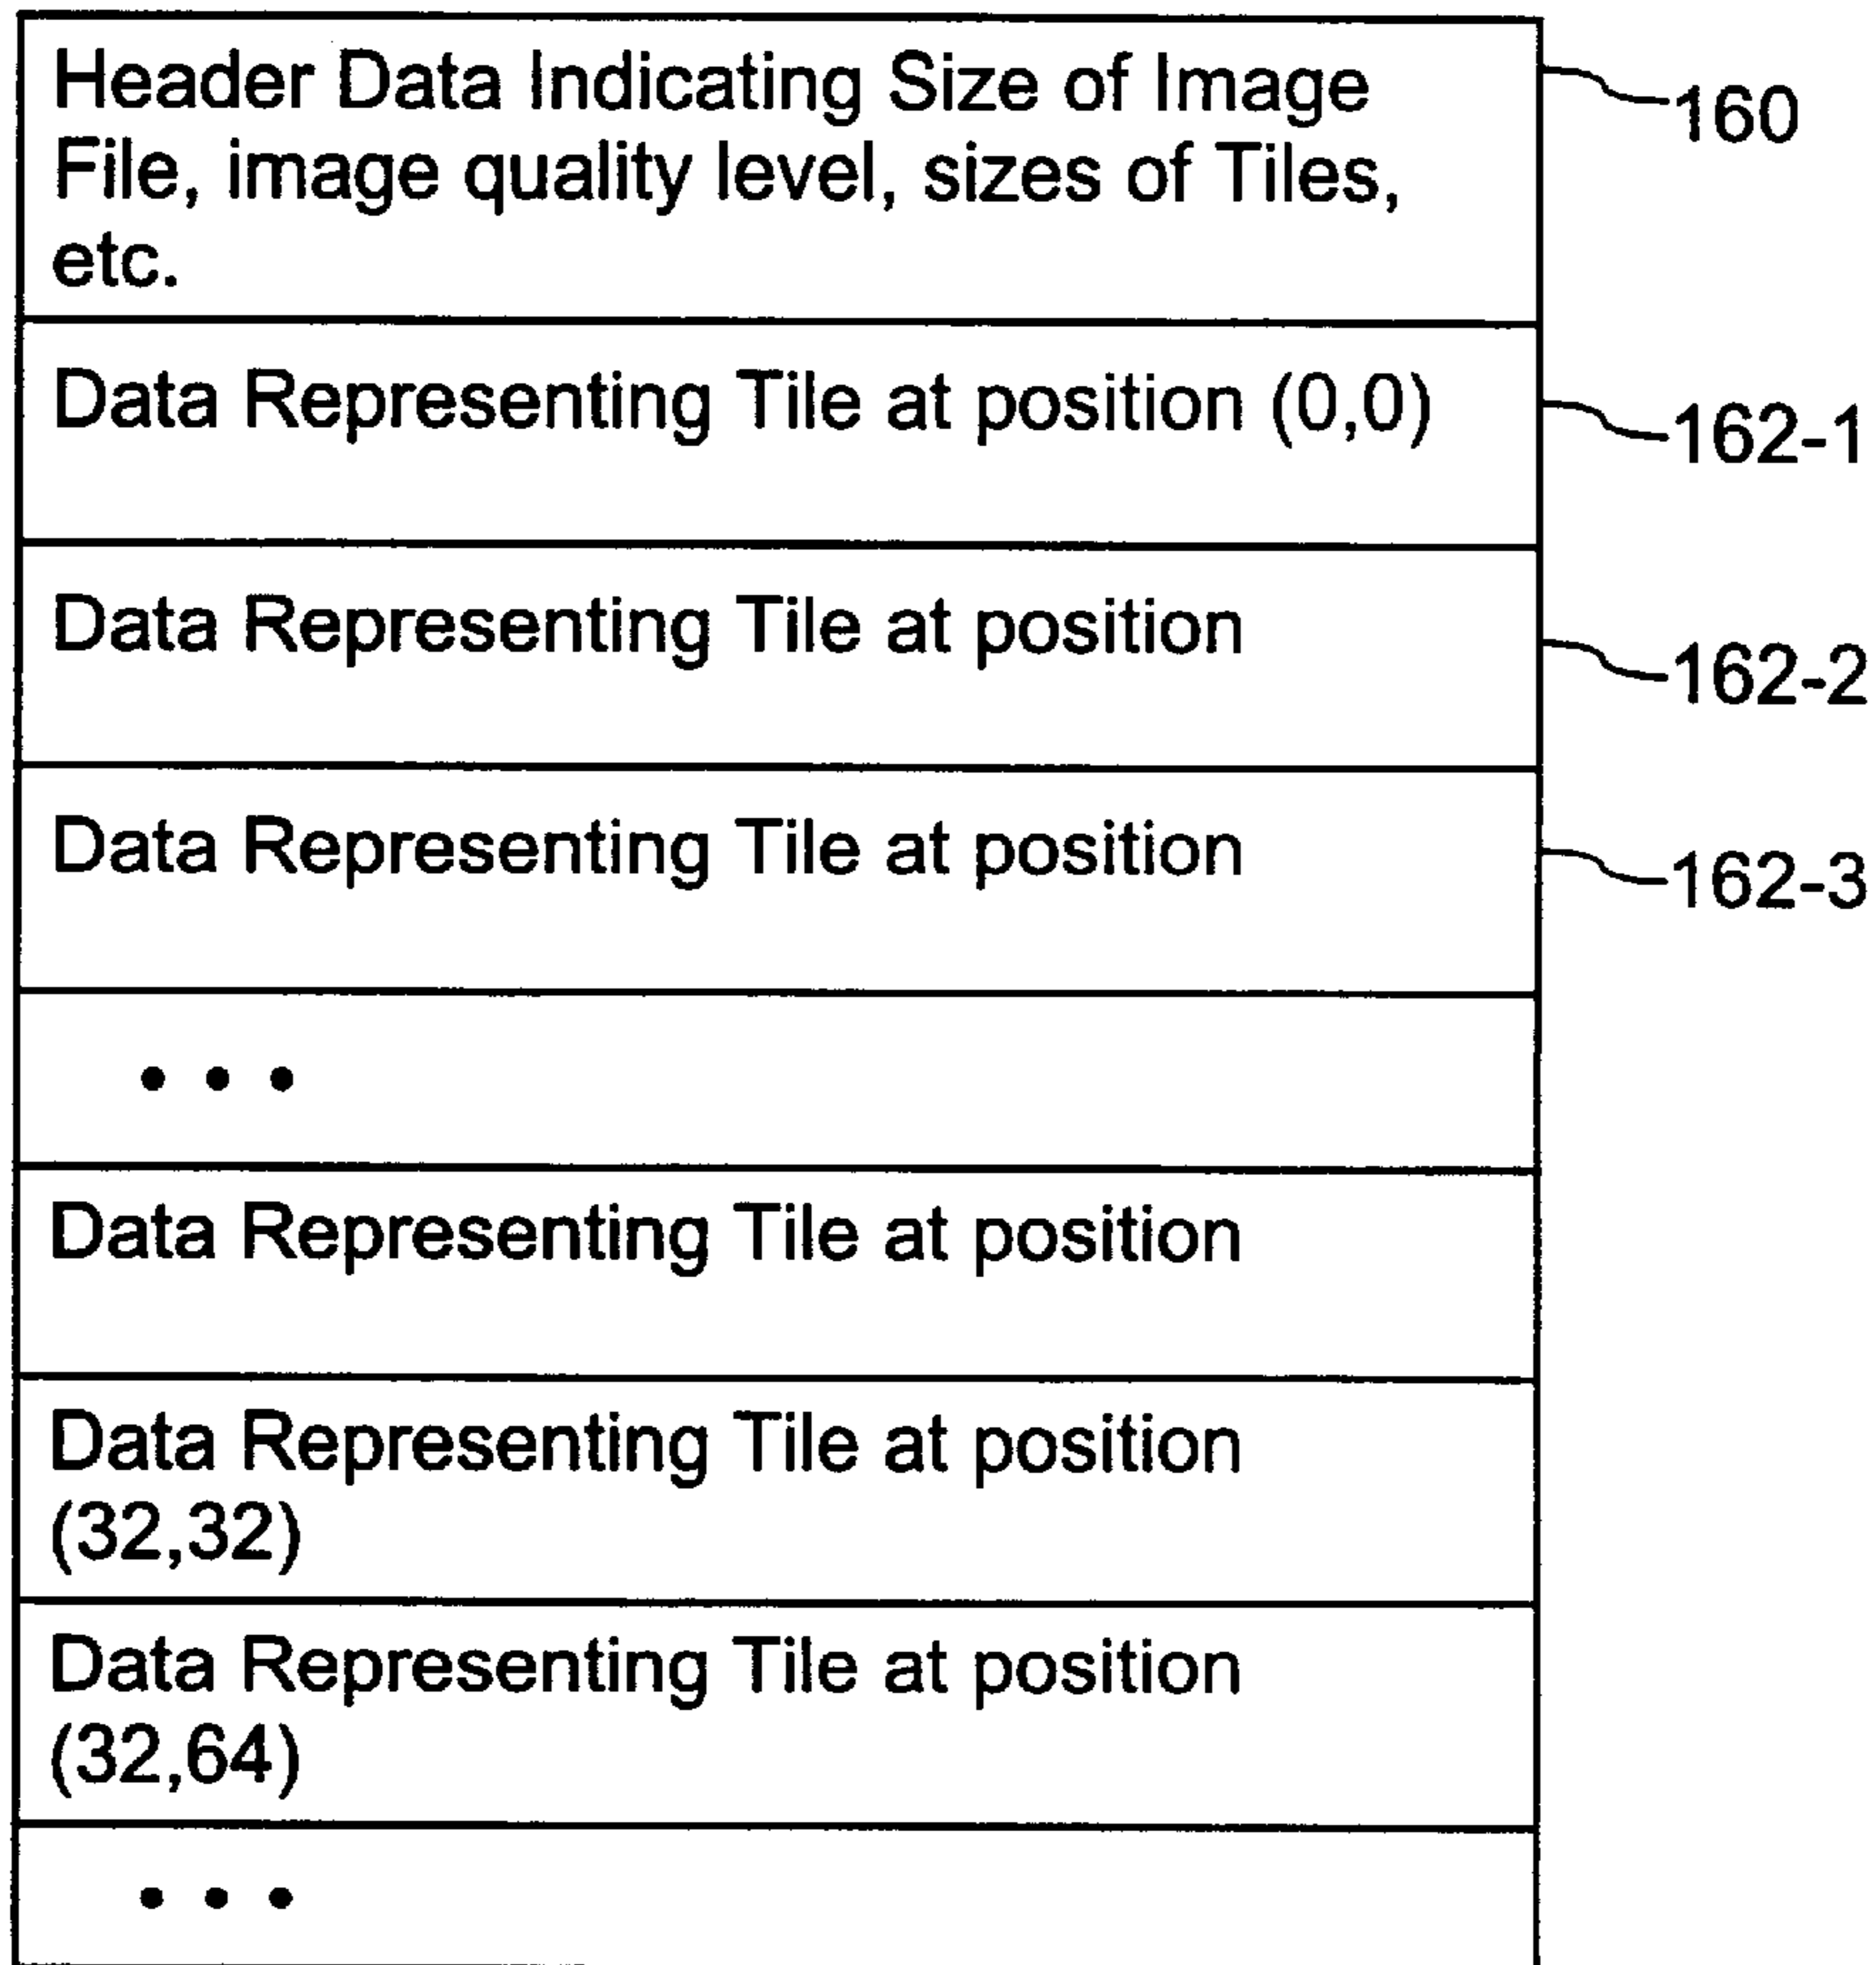 Header Data Indicating Size of Image
File, image quality level, sizes of Tiles,
etc.
160
Data Representing Tile at position (0,0)
162-1
Data Representing Tile at position
162-2
Data Representing Tile at position
162-3
• • •
Data Representing Tile at position
Data Representing Tile at position
(32,32)
Data Representing Tile at position
(32,64)
• • •